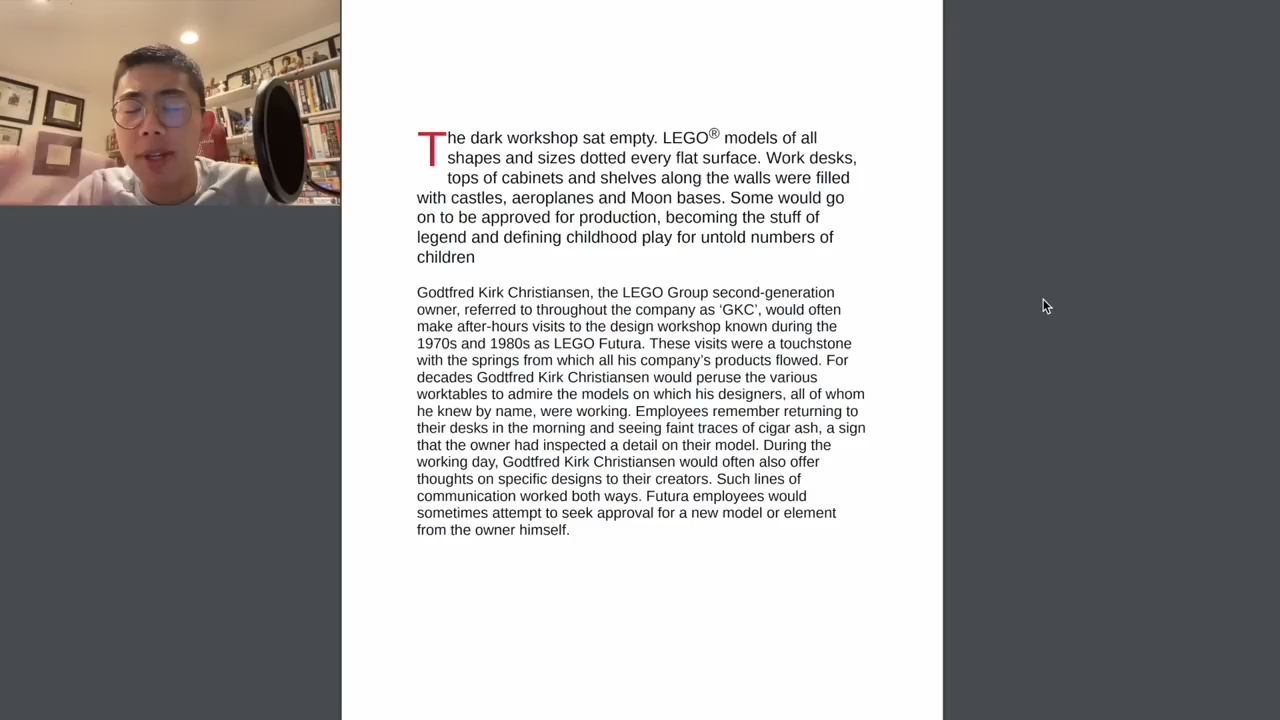 The dark workshop sat empty. LEGO® models of all
shapes and sizes dotted every flat surface. Work desks,
tops of cabinets and shelves along the walls were filled
with castles, aeroplanes and Moon bases. Some would go
on to be approved for production, becoming the stuff of
legend and defining childhood play for untold numbers of
children
Godtfred Kirk Christiansen, the LEGO Group second-generation
owner, referred to throughout the company as ‘GKC’, would often
make after-hours visits to the design workshop known during the
1970s and 1980s as LEGO Futura. These visits were a touchstone
with the springs from which all his company’s products flowed. For
decades Godtfred Kirk Christiansen would peruse the various
worktables to admire the models on which his designers, all of whom
he knew by name, were working. Employees remember returning to
their desks in the morning and seeing faint traces of cigar ash, a sign
that the owner had inspected a detail on their model. During the
working day, Godtfred Kirk Christiansen would often also offer
thoughts on specific designs to their creators. Such lines of
communication worked both ways. Futura employees would
sometimes attempt to seek approval for a new model or element
from the owner himself.